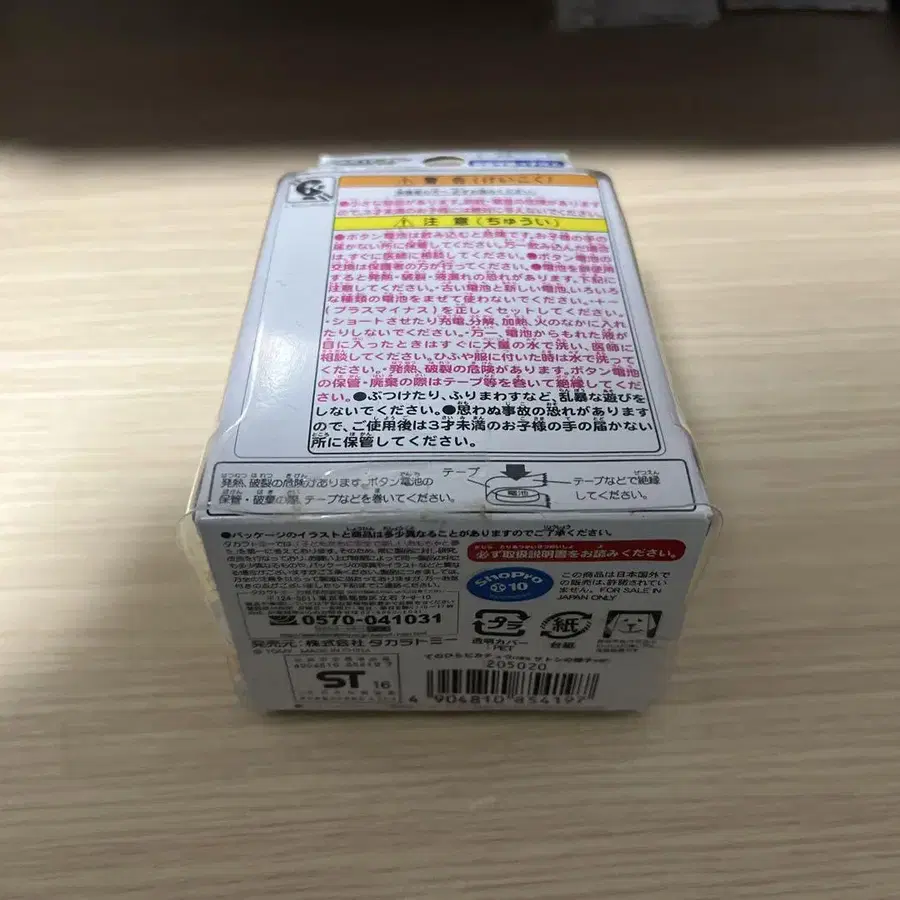 ⚠ 警 告 (けいこく)
⚠ 注 意 (ちゅうい)
●ボタン電池は飲み込むと危険です。お子様の手の
届かない所に保管してください。万一飲み込んだ場合
は、すぐに医師に相談してください。●ボタン電池の
交換は保護者の方が行ってください。●電池を誤使用
すると発熱・破裂・液漏れの恐れがあります。下記に
注意してください。・古い電池と新しい電池、いろいろ
な種類の電池をまぜて使わないでください。・+-
(プラスマイナス)を正しくセットしてください。
・ショートさせたり充電、分解、加熱、火のなかに入れ
たりしないでください。・万一、電池からもれた液が
目に入ったときはすぐに大量の水で洗い、医師に
相談してください。ひふや服に付いた時は水で洗って
ください。・発熱、破裂の危険があります。ボタン電池
の保管・廃棄の際はテープ等を巻いて絶縁してくだ
さい。●ぶつけたり、ふりまわすなど、乱暴な遊びを
しないでください。●思わぬ事故の恐れがあります
ので、ご使用後は3才未満のお子様の手の届かない
所に保管してください。
発熱、破裂の危険があります。ボタン電池の
保管・破棄の際、テープなどを巻いてください。
テープ
電池
テープなどで絶縁
してください。
●パッケージのイラストと商品は多少異なることがありますのでご了承ください。
必ず取扱説明書をお読みください。
ShoPro
10
この商品は日本国外で
の販売は許諾されてい
ません。 FOR SALE IN
JAPAN ONLY
〒124-8511 東京都葛飾区立石 7-9-10
0570-041031
発売元:株式会社 タカラトミー
プラ
透明カバー
:PET
紙
台紙
ST 16
205020
4 904810 854197